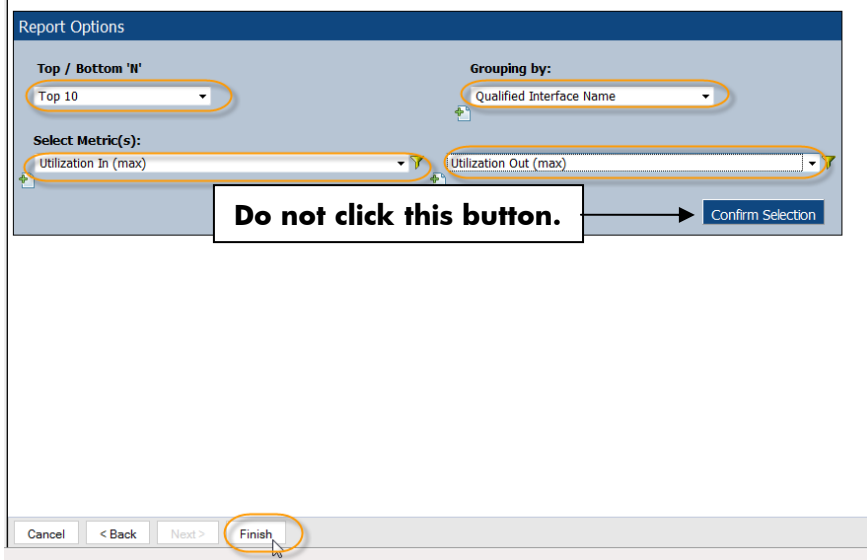 Report Options
Top / Bottom 'N'
Grouping by:
Top 10
Qualified Interface Name
Select Metric(s):
Utilization In (max)
Utilization Out (max)
Do not click this button.
Confirm Selection
Cancel
< Back
Next >
Finish